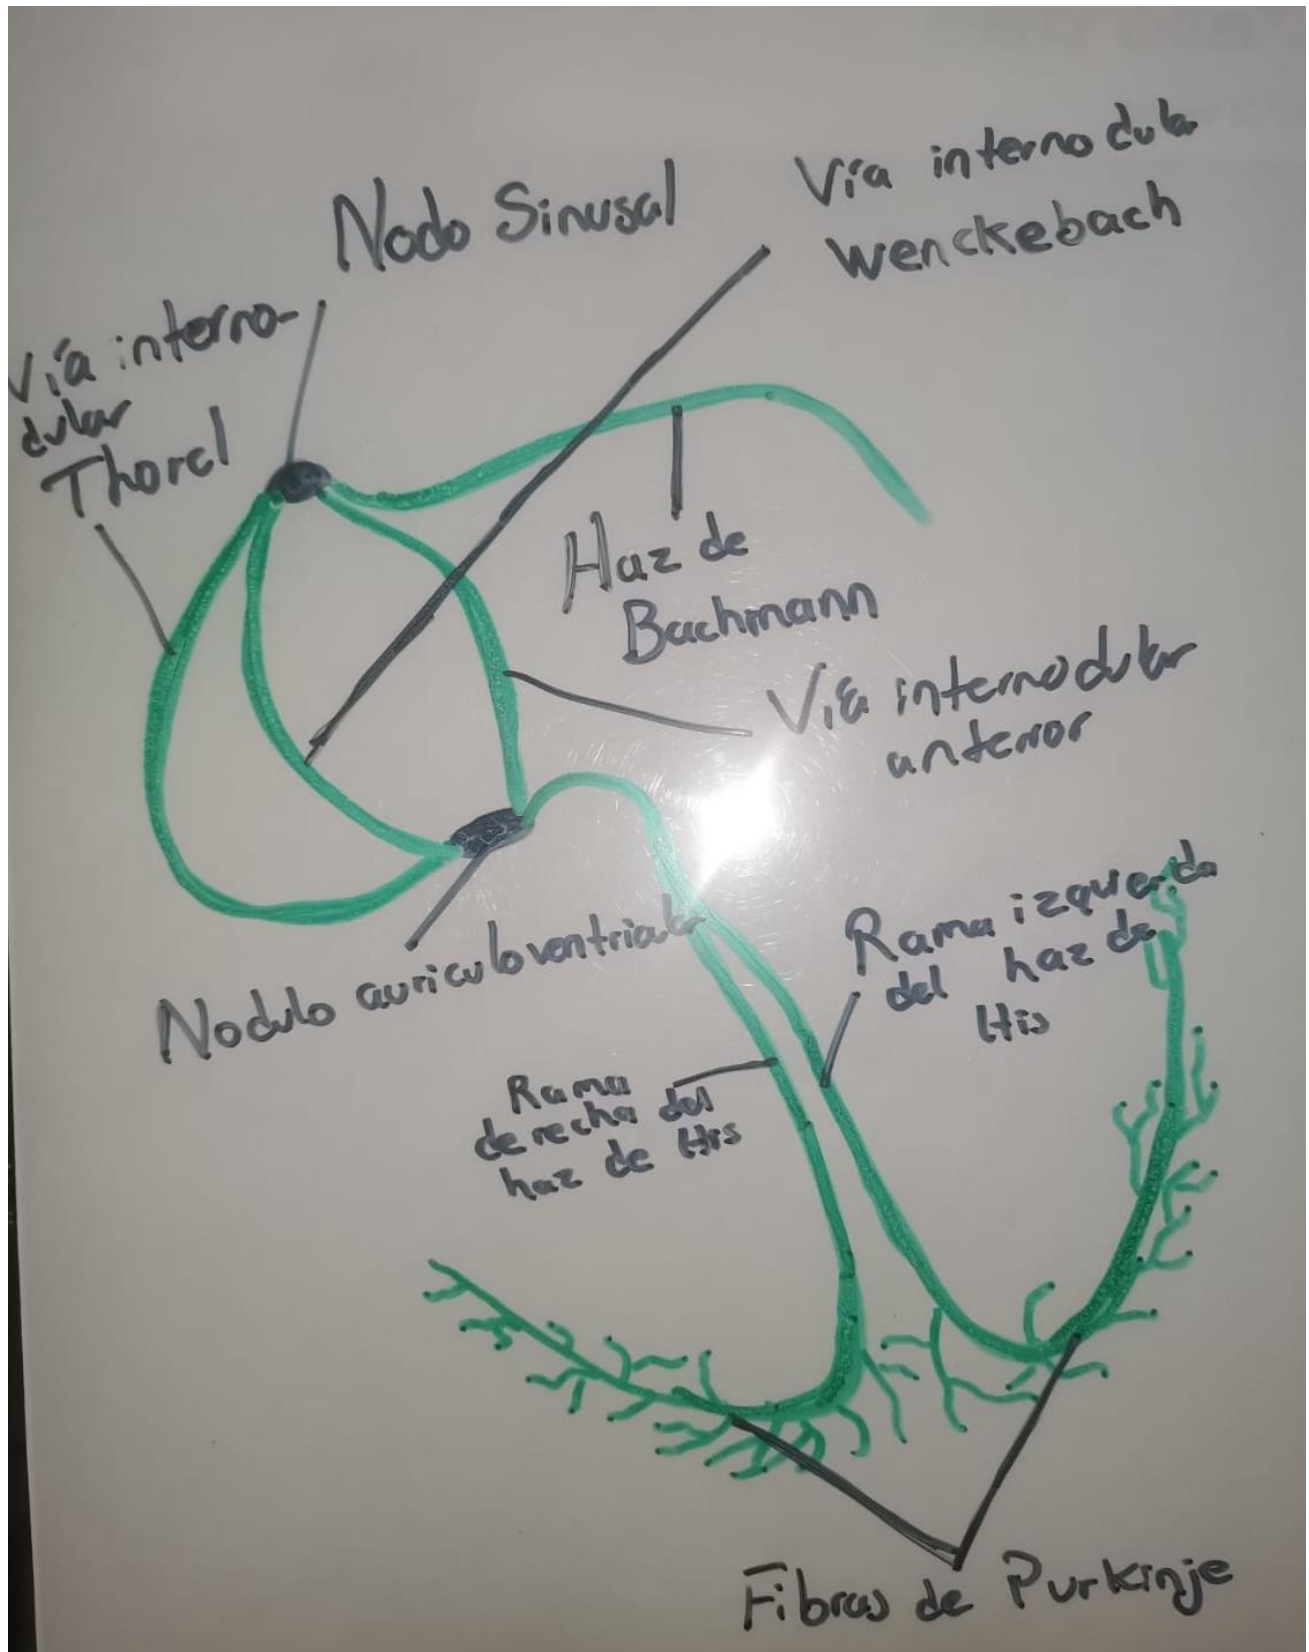 Nodo Sinusal
Vía internodular
wenckebach
Vía interno-
dular
Thorel
Haz de
Bachmann
Vía internodular
anterior
Nodulo auriculoventricular
Rama izquierda
del haz de
His
Rama
derecha del
haz de His
Fibras de Purkinje